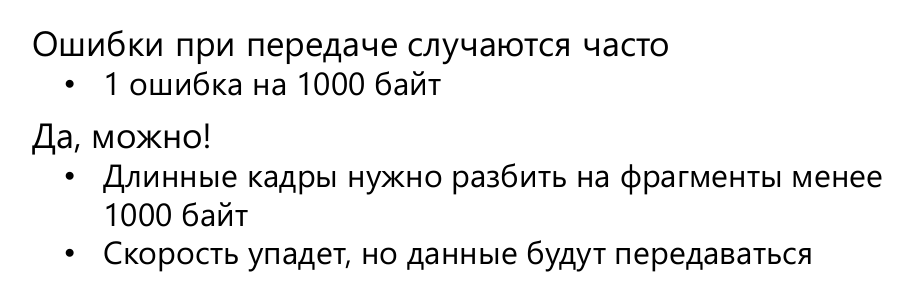 Ошибки при передаче случаются часто
• 1 ошибка на 1000 байт
Да, можно!
• Длинные кадры нужно разбить на фрагменты менее
1000 байт
• Скорость упадет, но данные будут передаваться